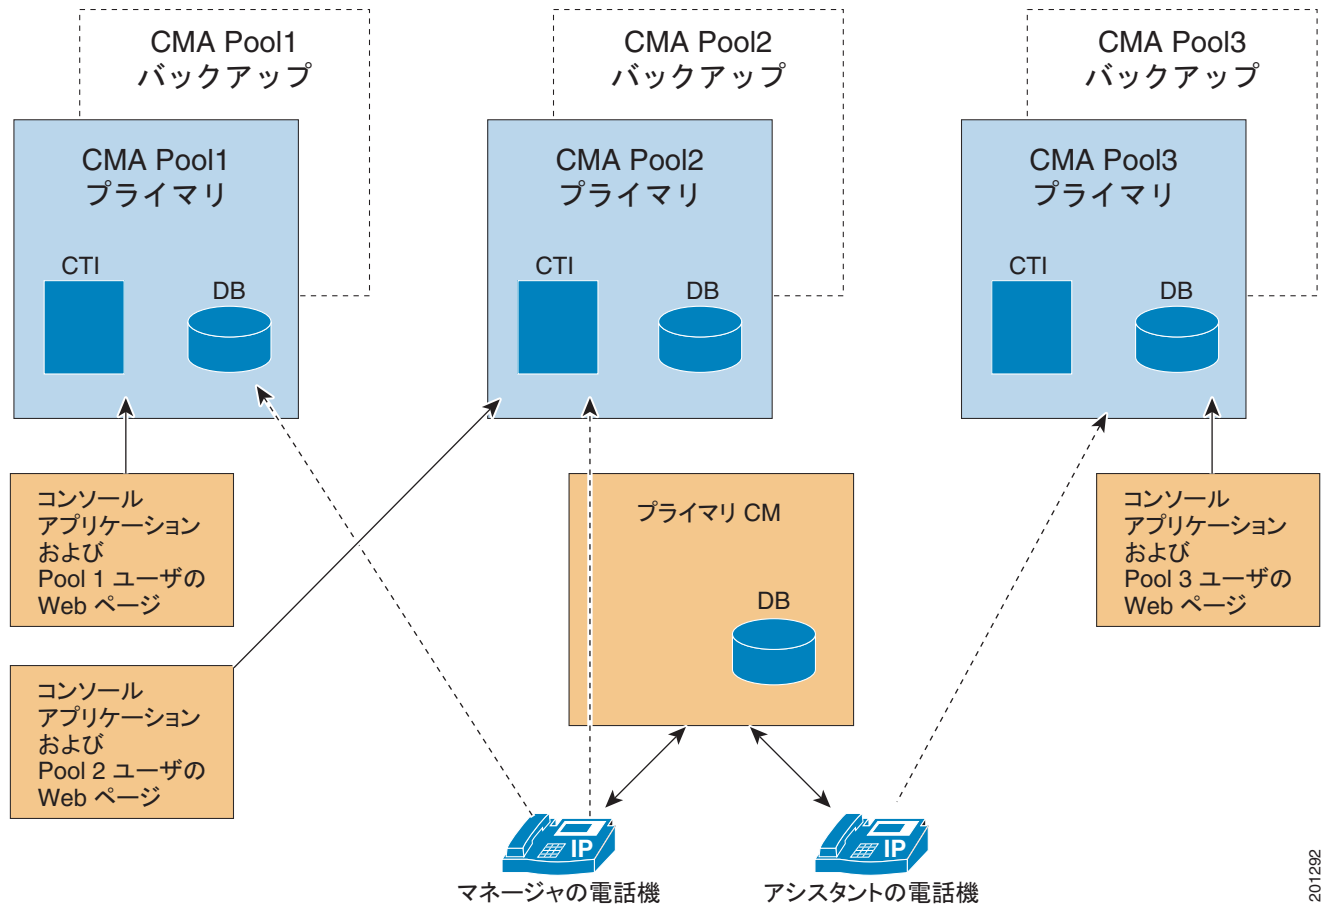 CMA Pool1
バックアップ
CMA Pool2
バックアップ
CMA Pool3
バックアップ
CMA Pool1
プライマリ
CMA Pool2
プライマリ
CMA Pool3
プライマリ
CTI
DB
CTI
DB
CTI
DB
コンソール
アプリケーション
および
Pool 1 ユーザの
Web ページ
プライマリ CM
DB
コンソール
アプリケーション
および
Pool 3 ユーザの
Web ページ
コンソール
アプリケーション
および
Pool 2 ユーザの
Web ページ
IP
IP
マネージャの電話機
アシスタントの電話機
201292